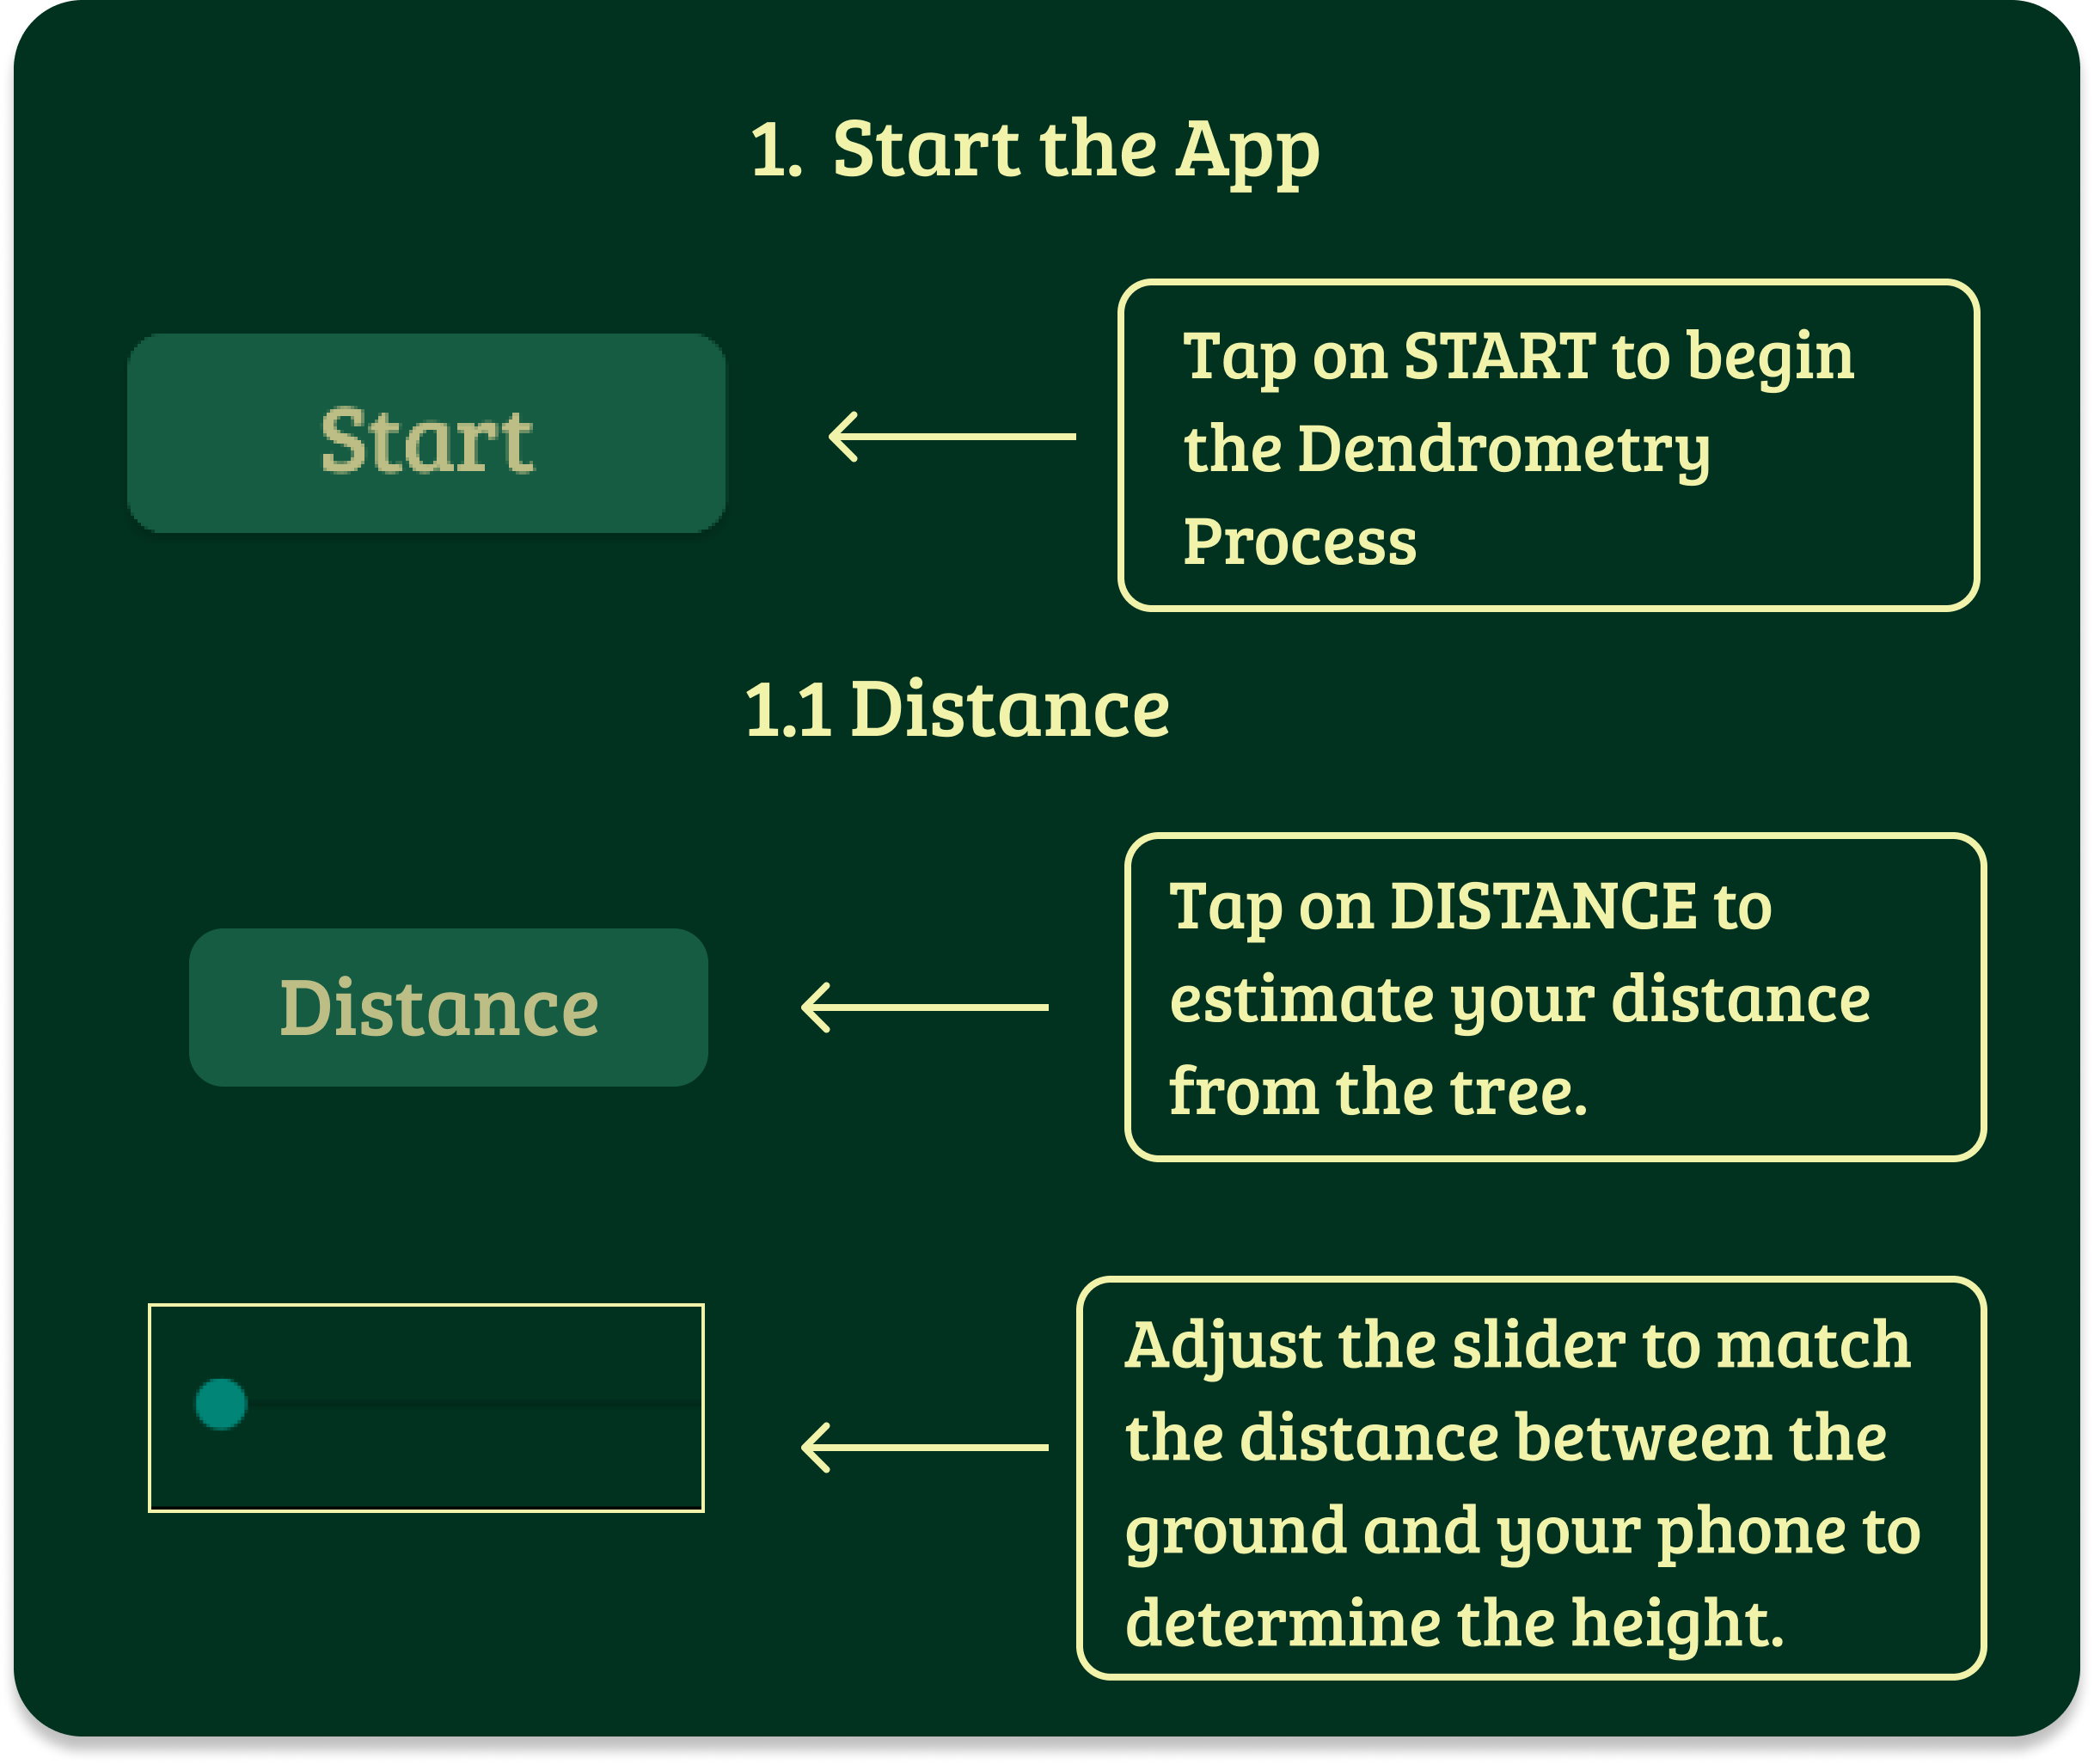 1. Start the App
Start
Tap on START to begin
the Dendrometry
Process
1.1 Distance
Distance
Tap on DISTANCE to
estimate your distance
from the tree.
Adjust the slider to match
the distance between the
ground and your phone to
determine the height.